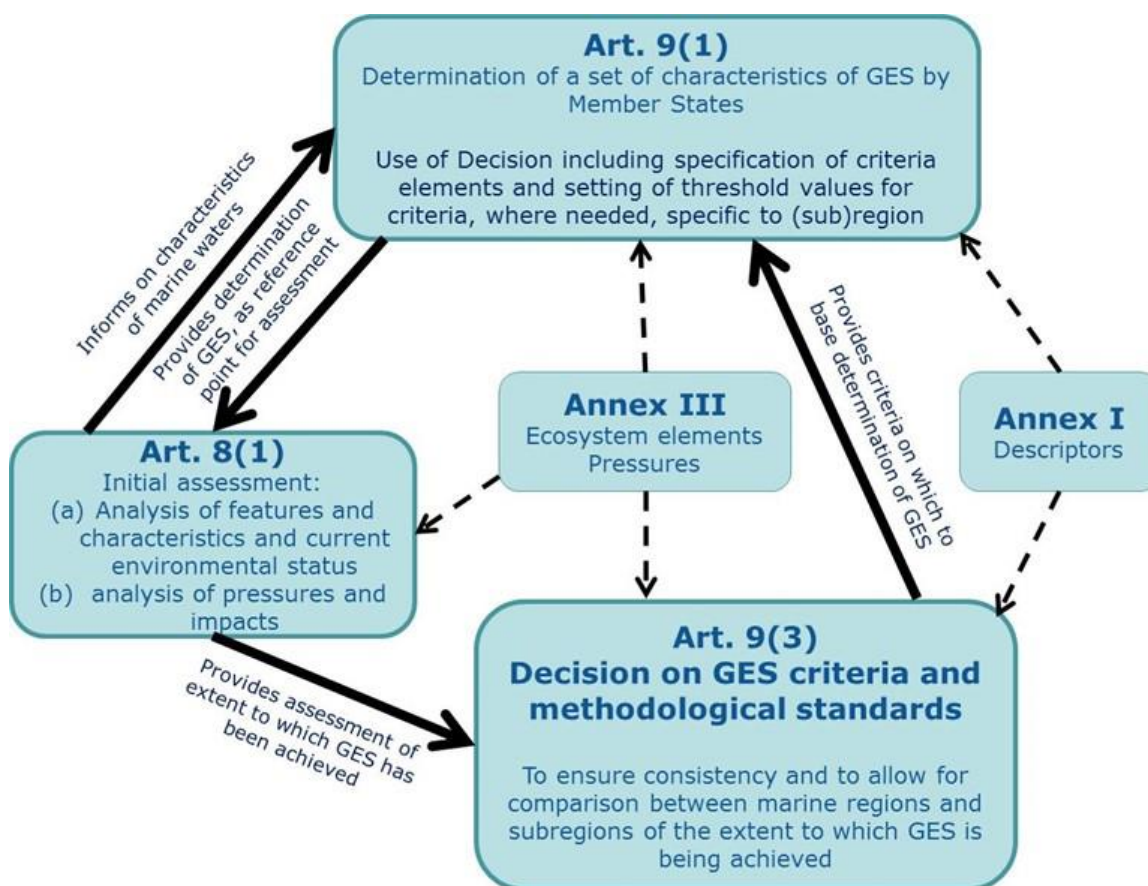 Art. 9(1)
Determination of a set of characteristics of GES by
Member States
Use of Decision including specification of criteria
elements and setting of threshold values for
criteria, where needed, specific to (sub)region
Informs on characteristics
of marine waters
Provides determination
of GES, as reference
point for assessment
Provides criteria on which to
base determination of GES
Annex III
Ecosystem elements
Pressures
Annex I
Descriptors
Art. 8(1)
Initial assessment:
(a) Analysis of features and
characteristics and current
environmental status
(b) analysis of pressures and
impacts
Provides assessment of
extent to which GES has
been achieved
Art. 9(3)
Decision on GES criteria and
methodological standards
To ensure consistency and to allow for
comparison between marine regions and
subregions of the extent to which GES is
being achieved